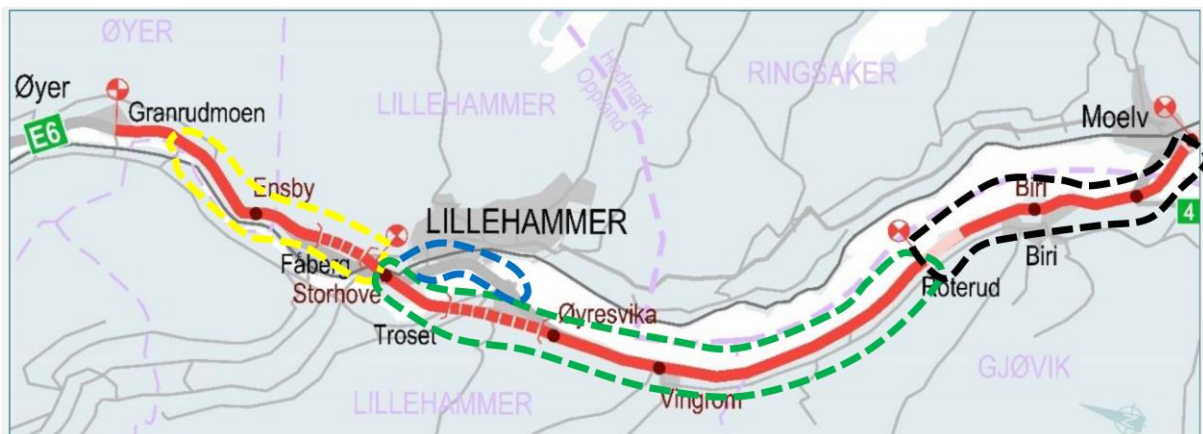 ØYER
Øyer
E6
Granrudmoen
LILLEHAMMER
Hedmark
Oppland
RINGSAKER
Moelv
Ensby
LILLEHAMMER
Biri
4
Fåberg
Storhove
Roterud
Biri
Troset
Øyresvika
GJØVIK
LILLEHAMMER
Vingrom